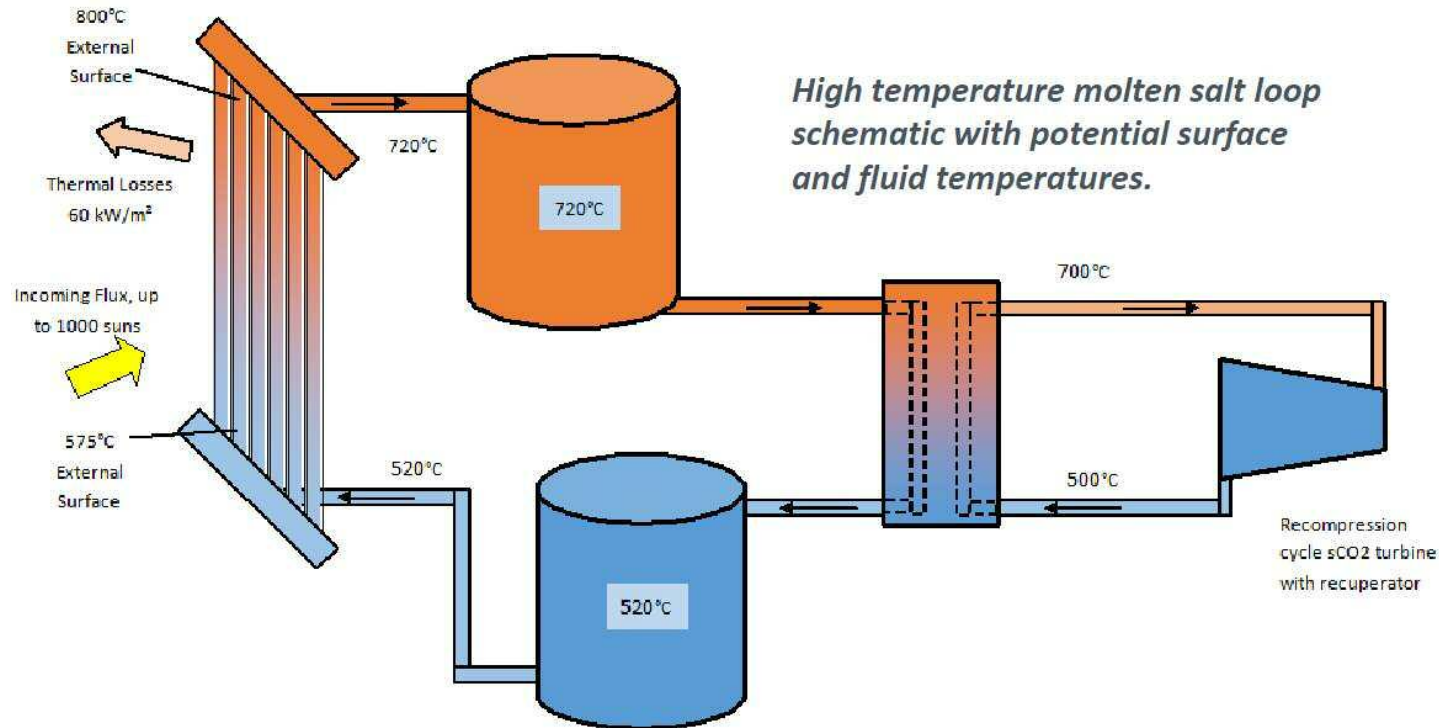 800°C
External
Surface
High temperature molten salt loop
schematic with potential surface
and fluid temperatures.
720°C
Thermal Losses
60 kW/m²
720°C
700°C
Incoming Flux, up
to 1000 suns
575°C
External
Surface
520°C
500°C
Recompression
cycle sCO2 turbine
with recuperator
520°C